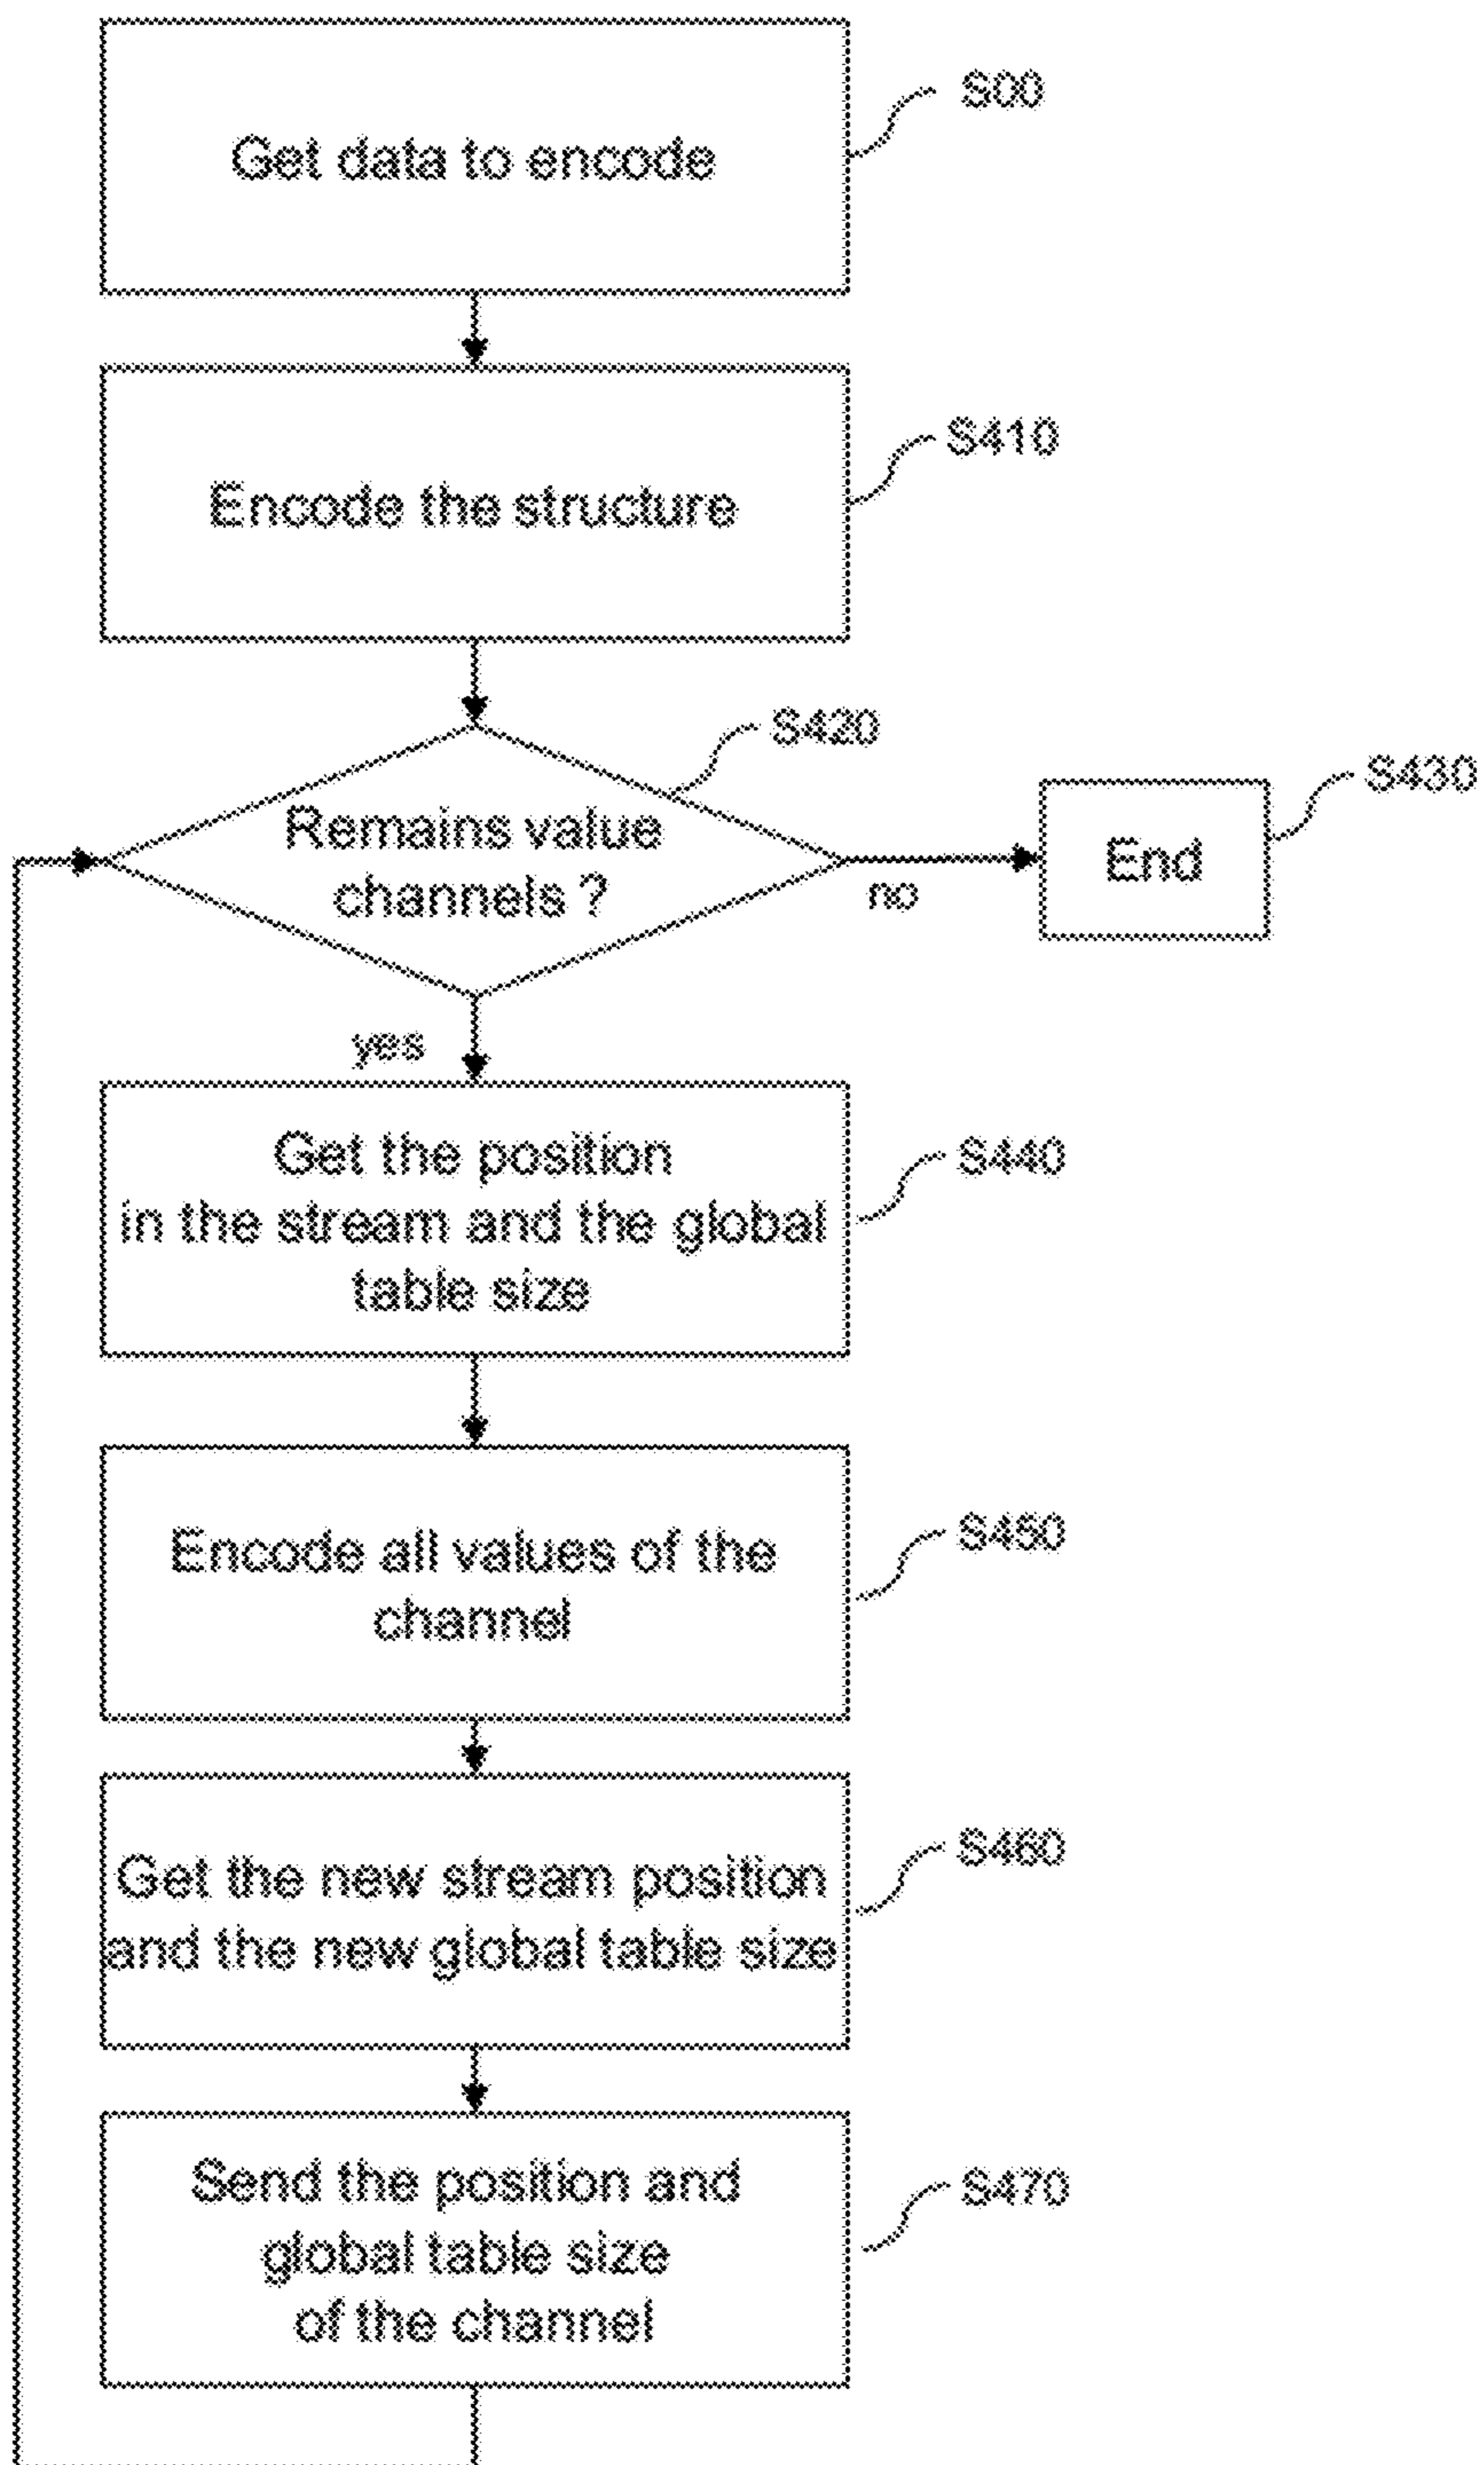 Get data to encode
S00
Encode the structure
S410
S420
Remains value
channels ?
no
End
S430
yes
Get the position
in the stream and the global
table size
S440
Encode all values of the
channel
S450
Get the new stream position
and the new global table size
S460
Send the position and
global table size
of the channel
S470